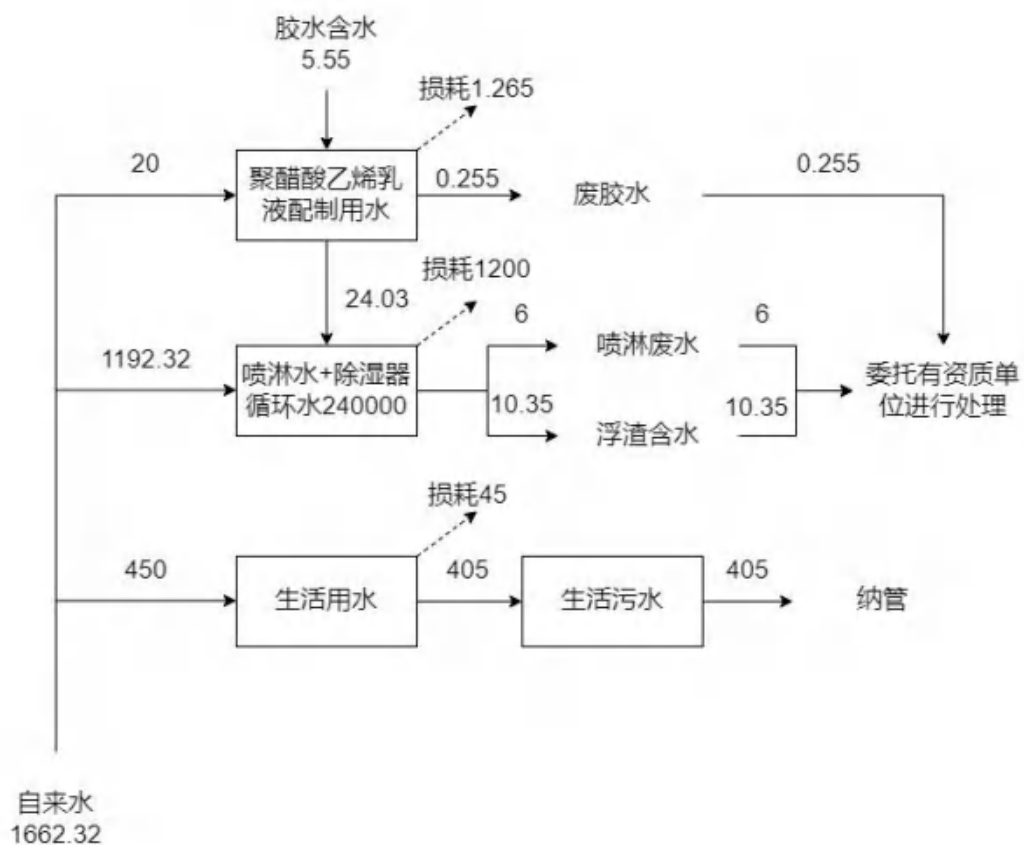 胶水含水
5.55
损耗1.265
20
聚醋酸乙烯乳
液配制用水
0.255
废胶水
0.255
24.03
损耗1200
1192.32
喷淋水+除湿器
循环水240000
6
喷淋废水
6
10.35
浮渣含水
10.35
委托有资质单
位进行处理
损耗45
450
生活用水
405
生活污水
405
纳管
自来水
1662.32